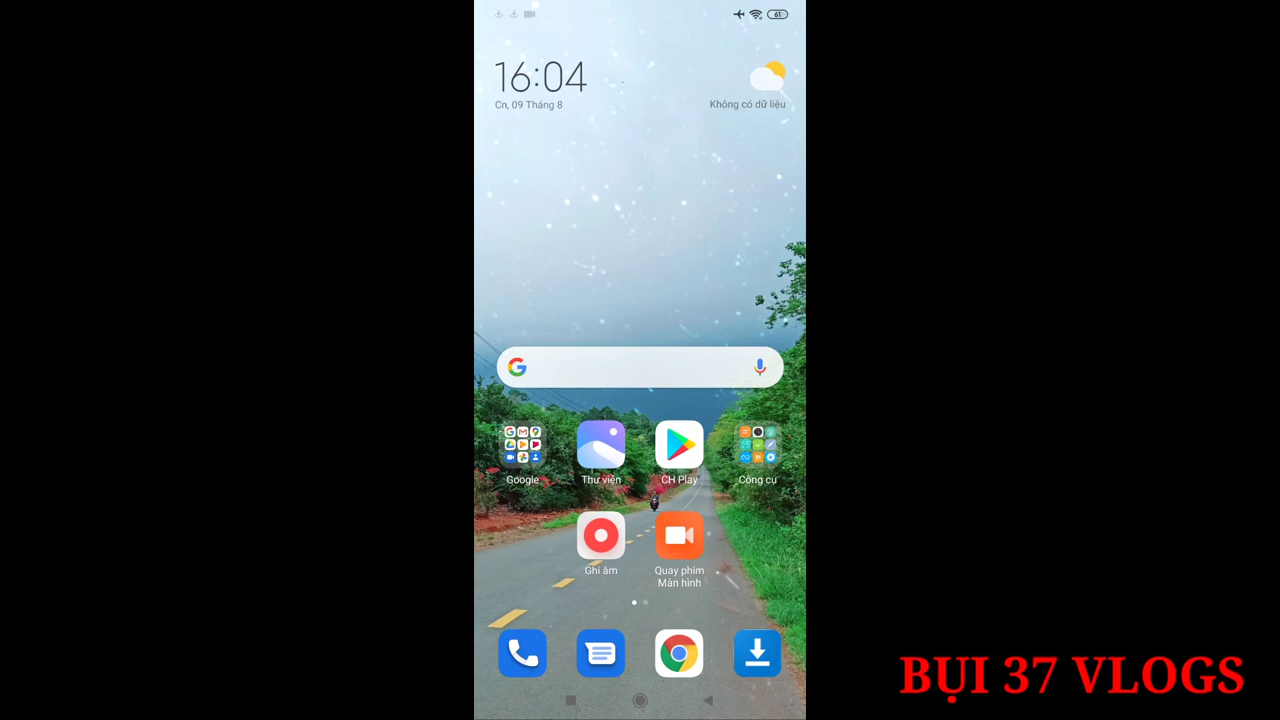 61
16:04
Cn, 09 Tháng 8
Không có dữ liệu
Google
Thư viện
CH Play
Công cụ
Ghi âm
Quay phim
Màn hình
BỤI 37 VLOGS